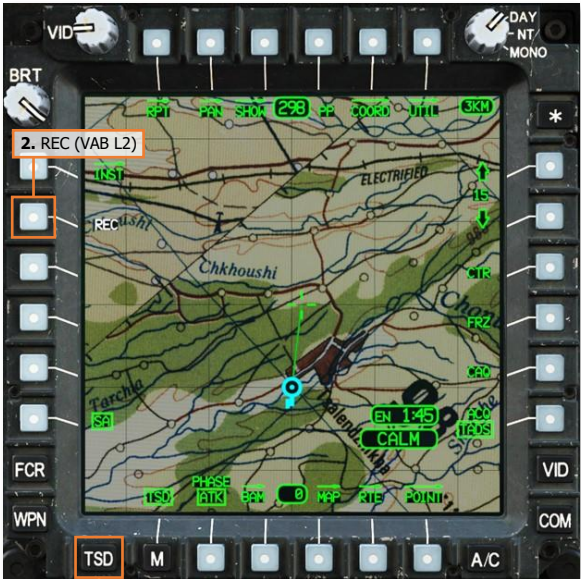 VID
DAY
NT
MONO
BRT
RPT PAN SHOW 298 PP COORD UTIL 3KM
*
2. REC (VAB L2)
INST
ELECTRIFIED
15
REC
Chkhoushi
CTR
FRZ
CAQ
Tarchia
SA
ACQ
TADS
EN 1:45
CALM
FCR
VID
PHASE
TSD ATK BAM 0 MAP RTE POINT
WPN
COM
TSD M A/C